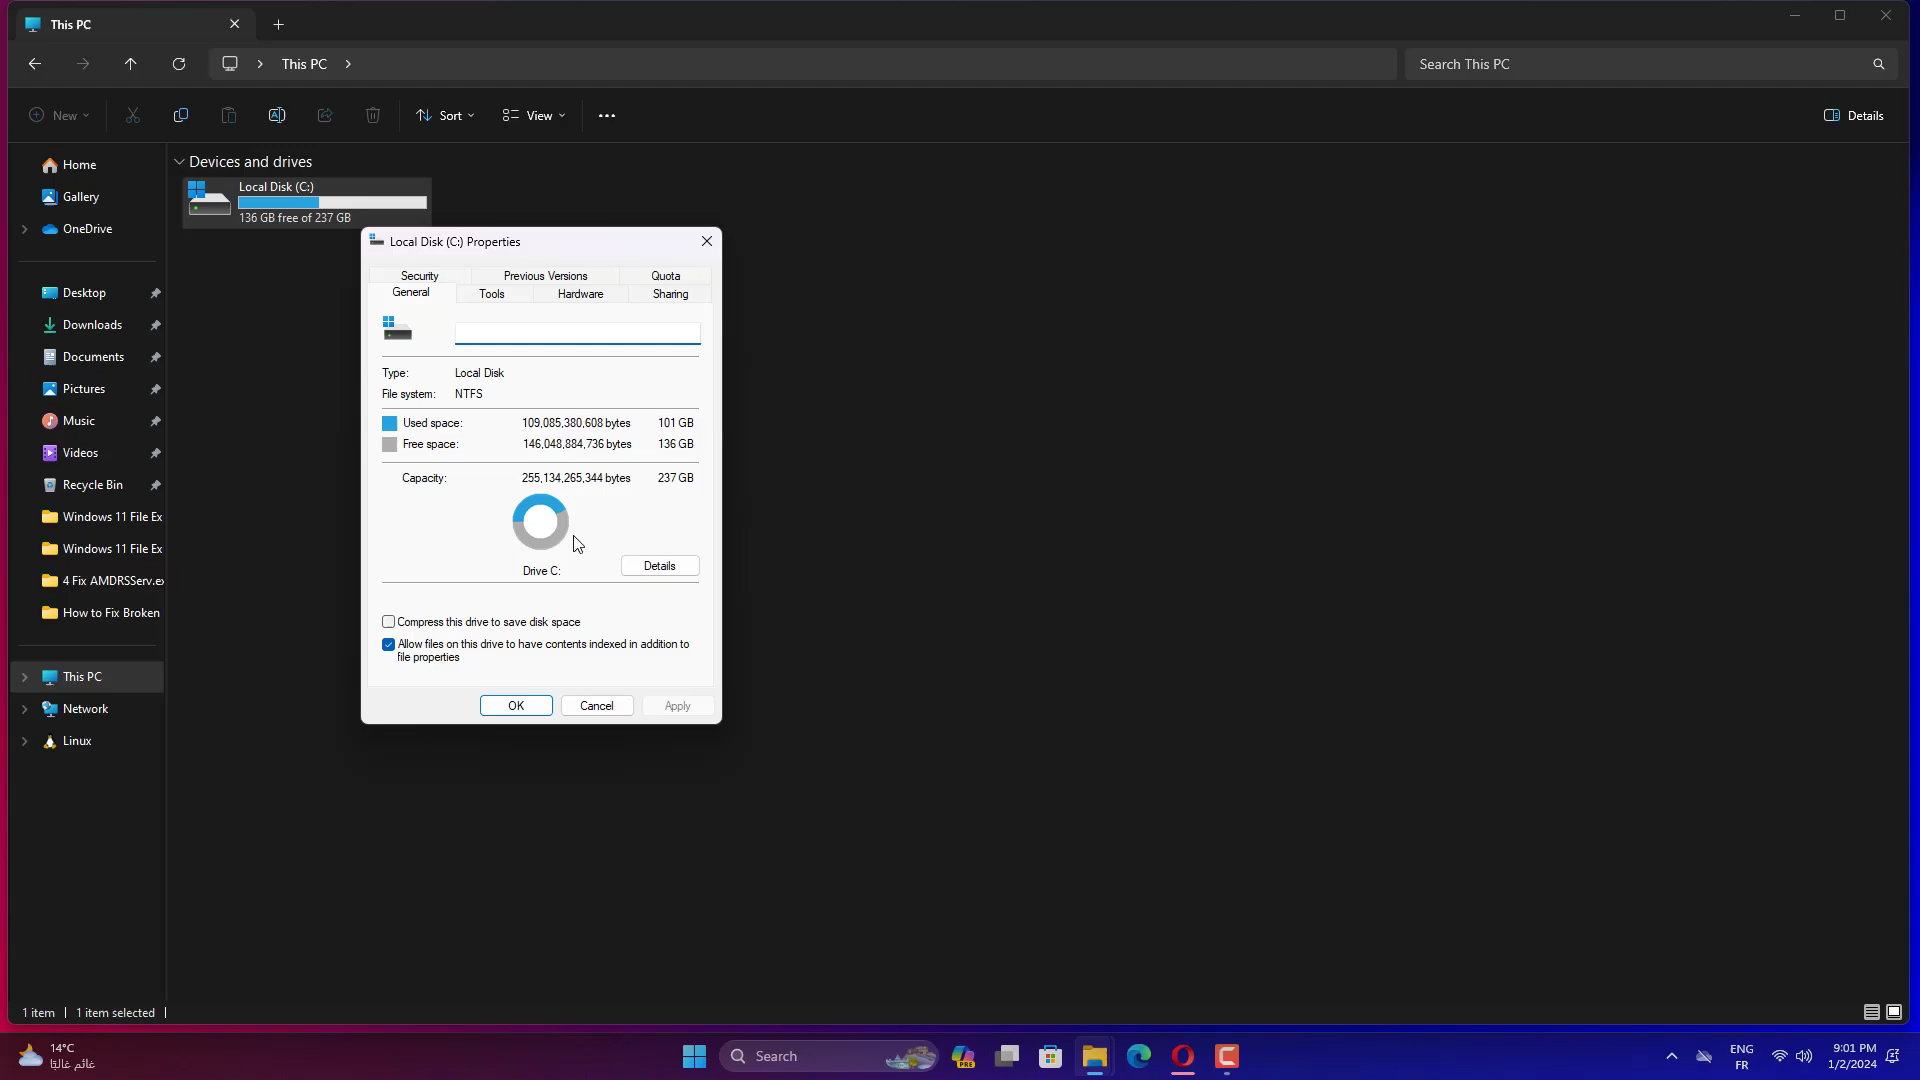 This PC
This PC
Search This PC
New
Sort
View
Details
Home
Gallery
OneDrive
Desktop
Downloads
Documents
Pictures
Music
Videos
Recycle Bin
Windows 11 File Ex
Windows 11 File Ex
4 Fix AMDRSServ.ex
How to Fix Broken
This PC
Network
Linux
Devices and drives
Local Disk (C:)
136 GB free of 237 GB
Local Disk (C:) Properties
Security Previous Versions Quota
General Tools Hardware Sharing
Type: Local Disk
File system: NTFS
Used space: 109,085,380,608 bytes 101 GB
Free space: 146,048,884,736 bytes 136 GB
Capacity: 255,134,265,344 bytes 237 GB
Drive C:
Details
Compress this drive to save disk space
Allow files on this drive to have contents indexed in addition to
file properties
OK Cancel Apply
1 item 1 item selected
14°C
غائم غالبًا
Search
PRE
ENG
FR
9:01 PM
1/2/2024